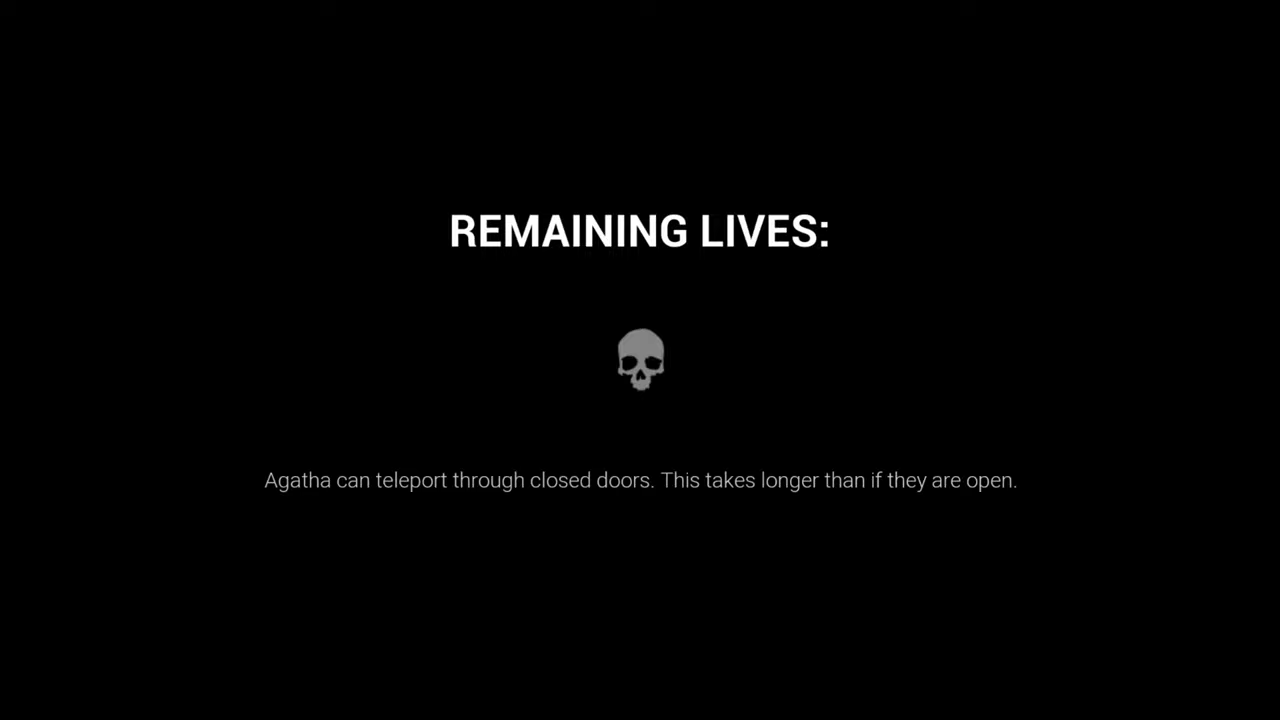 REMAINING LIVES:
Agatha can teleport through closed doors. This takes longer than if they are open.